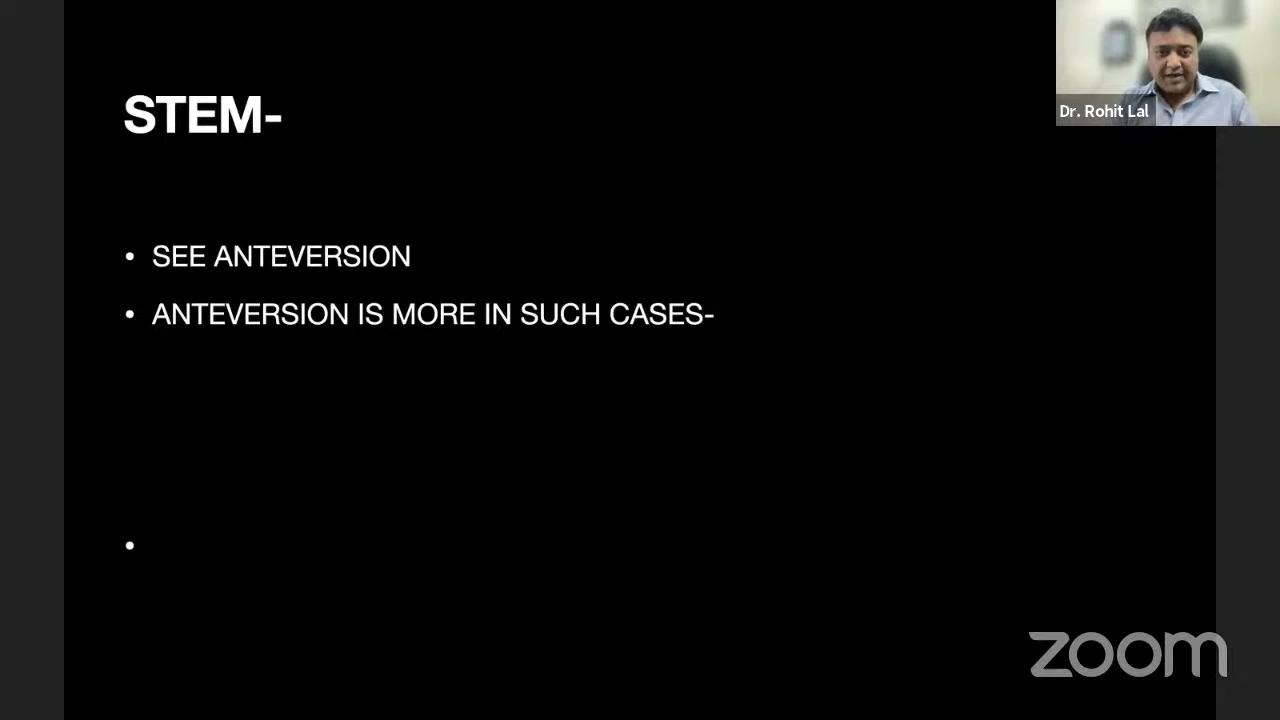 Dr. Rohit Lal
STEM-
• SEE ANTEVERSION
• ANTEVERSION IS MORE IN SUCH CASES-
•
zoom